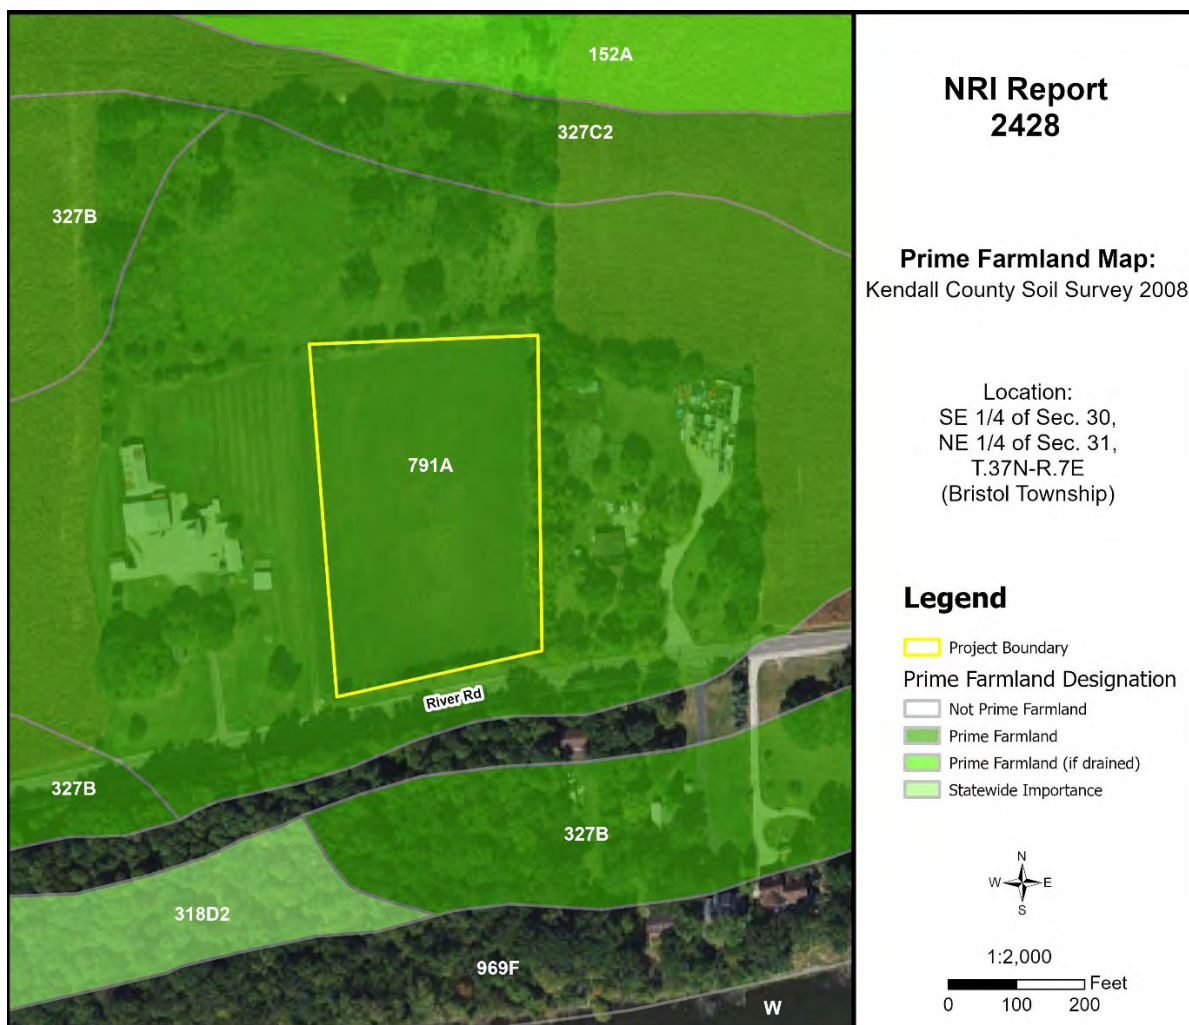 152A
327C2
327B
791A
River Rd
327B
327B
318D2
969F
W
NRI Report
2428
Prime Farmland Map:
Kendall County Soil Survey 2008
Location:
SE 1/4 of Sec. 30,
NE 1/4 of Sec. 31,
T.37N-R.7E
(Bristol Township)
Legend
Project Boundary
Prime Farmland Designation
Not Prime Farmland
Prime Farmland
Prime Farmland (if drained)
Statewide Importance
N
W E
S
1:2,000
Feet
0 100 200